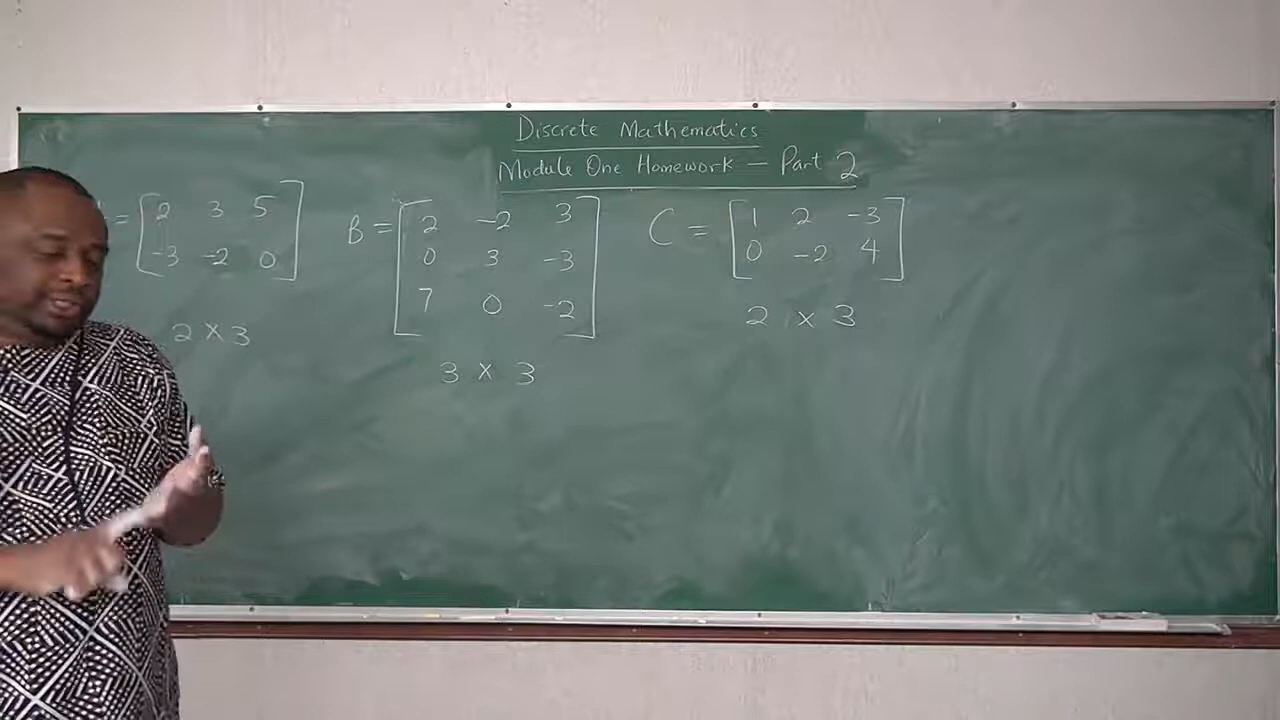 Discrete Mathematics
Module One Homework – Part 2
= [2 3 5
-3 -2 0]
2 x 3
B = [2 -2 3
0 3 -3
7 0 -2]
3 x 3
C = [1 2 -3
0 -2 4]
2 x 3